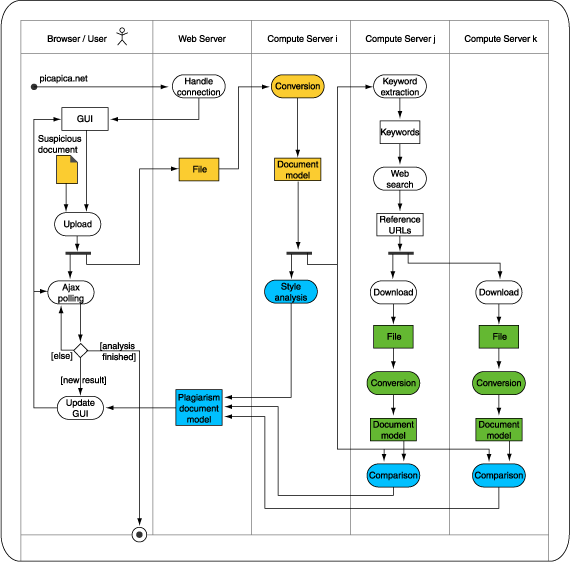 Browser / User
Web Server
Compute Server i
Compute Server j
Compute Server k
picapica.net
Handle
connection
Conversion
Keyword
extraction
GUI
Keywords
Suspicious
document
File
Document
model
Web
search
Upload
Reference
URLs
Ajax
polling
Style
analysis
Download
Download
File
File
[else]
[analysis
finished]
[new result]
Conversion
Conversion
Update
GUI
Plagiarism
document
model
Document
model
Document
model
Comparison
Comparison